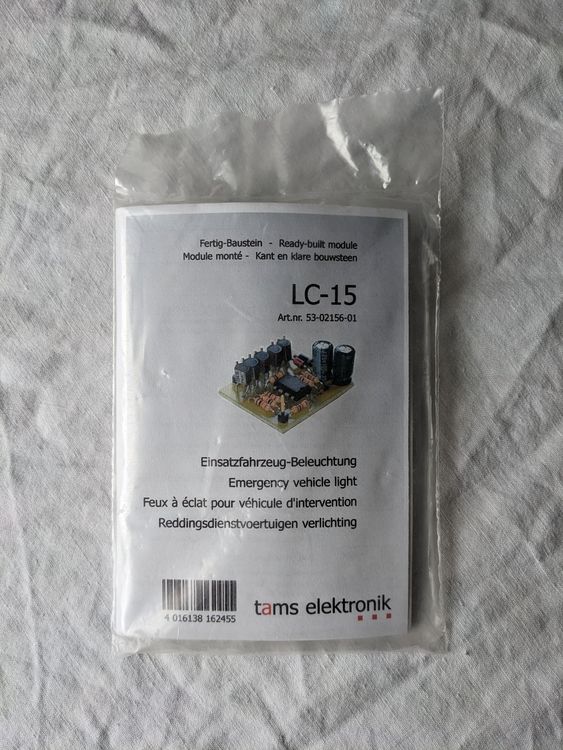 Fertig-Baustein - Ready-built module
Module monté - Kant en klare bouwsteen
LC-15
Art.nr. 53-02156-01
Einsatzfahrzeug-Beleuchtung
Emergency vehicle light
Feux à éclat pour véhicule d'intervention
Reddingsdienstvoertuigen verlichting
4 016138 162455
tams elektronik